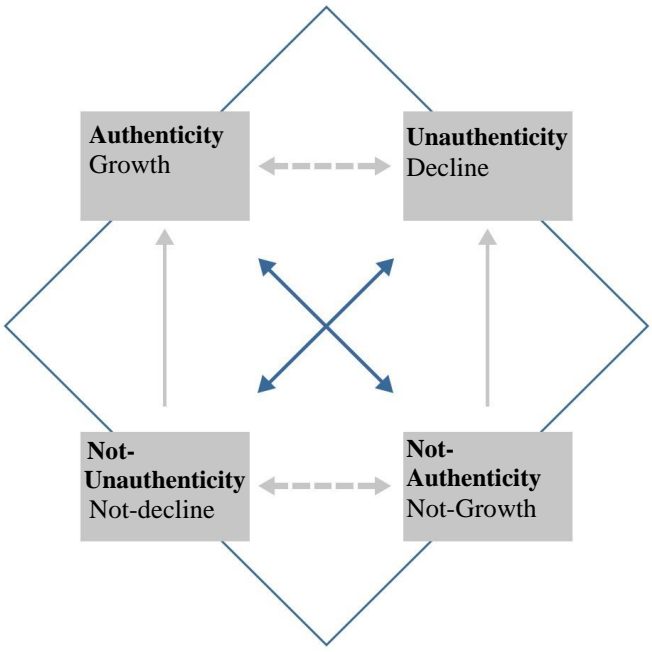 Authenticity
Growth
Unauthenticity
Decline
Not-
Unauthenticity
Not-decline
Not-
Authenticity
Not-Growth